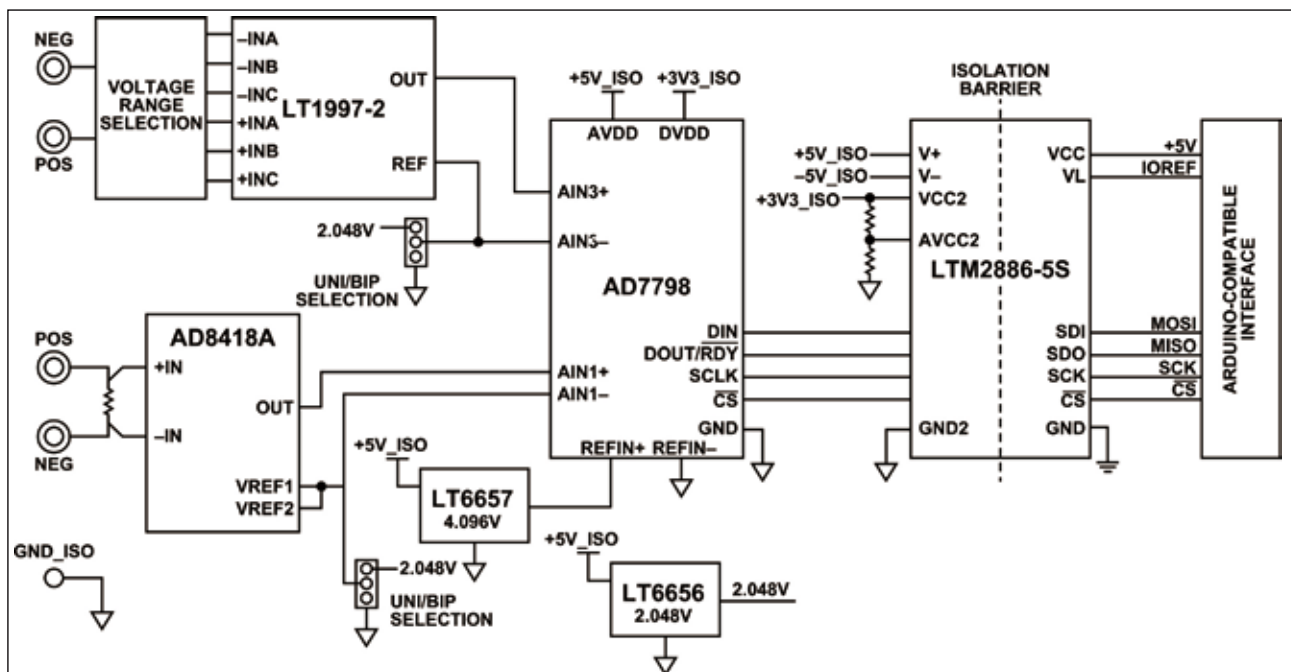 NEG
POS
VOLTAGE
RANGE
SELECTION
–INA
–INB
–INC
+INA
+INB
+INC
LT1997-2
OUT
REF
2.048V
UNI/BIP
SELECTION
+5V_ISO
+3V3_ISO
AVDD
DVDD
AIN3+
AIN3–
AD7798
DIN
DOUT/RDY
SCLK
CS
GND
AIN1+
AIN1–
REFIN+
REFIN–
ISOLATION
BARRIER
+5V_ISO
–5V_ISO
+3V3_ISO
V+
V–
VCC2
AVCC2
LTM2886-5S
GND2
VCC
VL
SDI
SDO
SCK
CS
GND
+5V
IOREF
MOSI
MISO
SCK
CS
ARDUINO-COMPATIBLE
INTERFACE
POS
NEG
AD8418A
+IN
–IN
OUT
VREF1
VREF2
GND_ISO
2.048V
UNI/BIP
SELECTION
+5V_ISO
LT6657
4.096V
+5V_ISO
LT6656
2.048V
2.048V